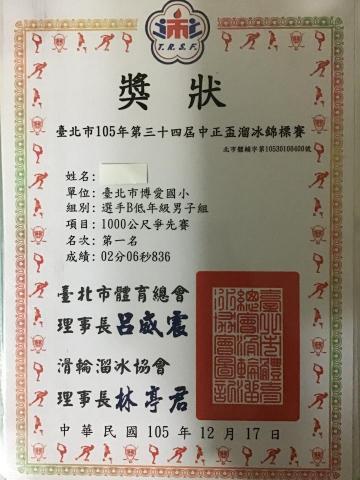 T.R.S.F.
獎狀
臺北市105年第三十四屆中正盃溜冰錦標賽
北市體輔字第10530100400號
姓名:
單位: 臺北市博愛國小
組別: 選手B低年級男子組
項目: 1000公尺爭先賽
名次: 第一名
成績: 02分06秒836
臺北市體育總會
理事長呂威震
滑輪溜冰協會
理事長林亭君
中華民國105年12月17日